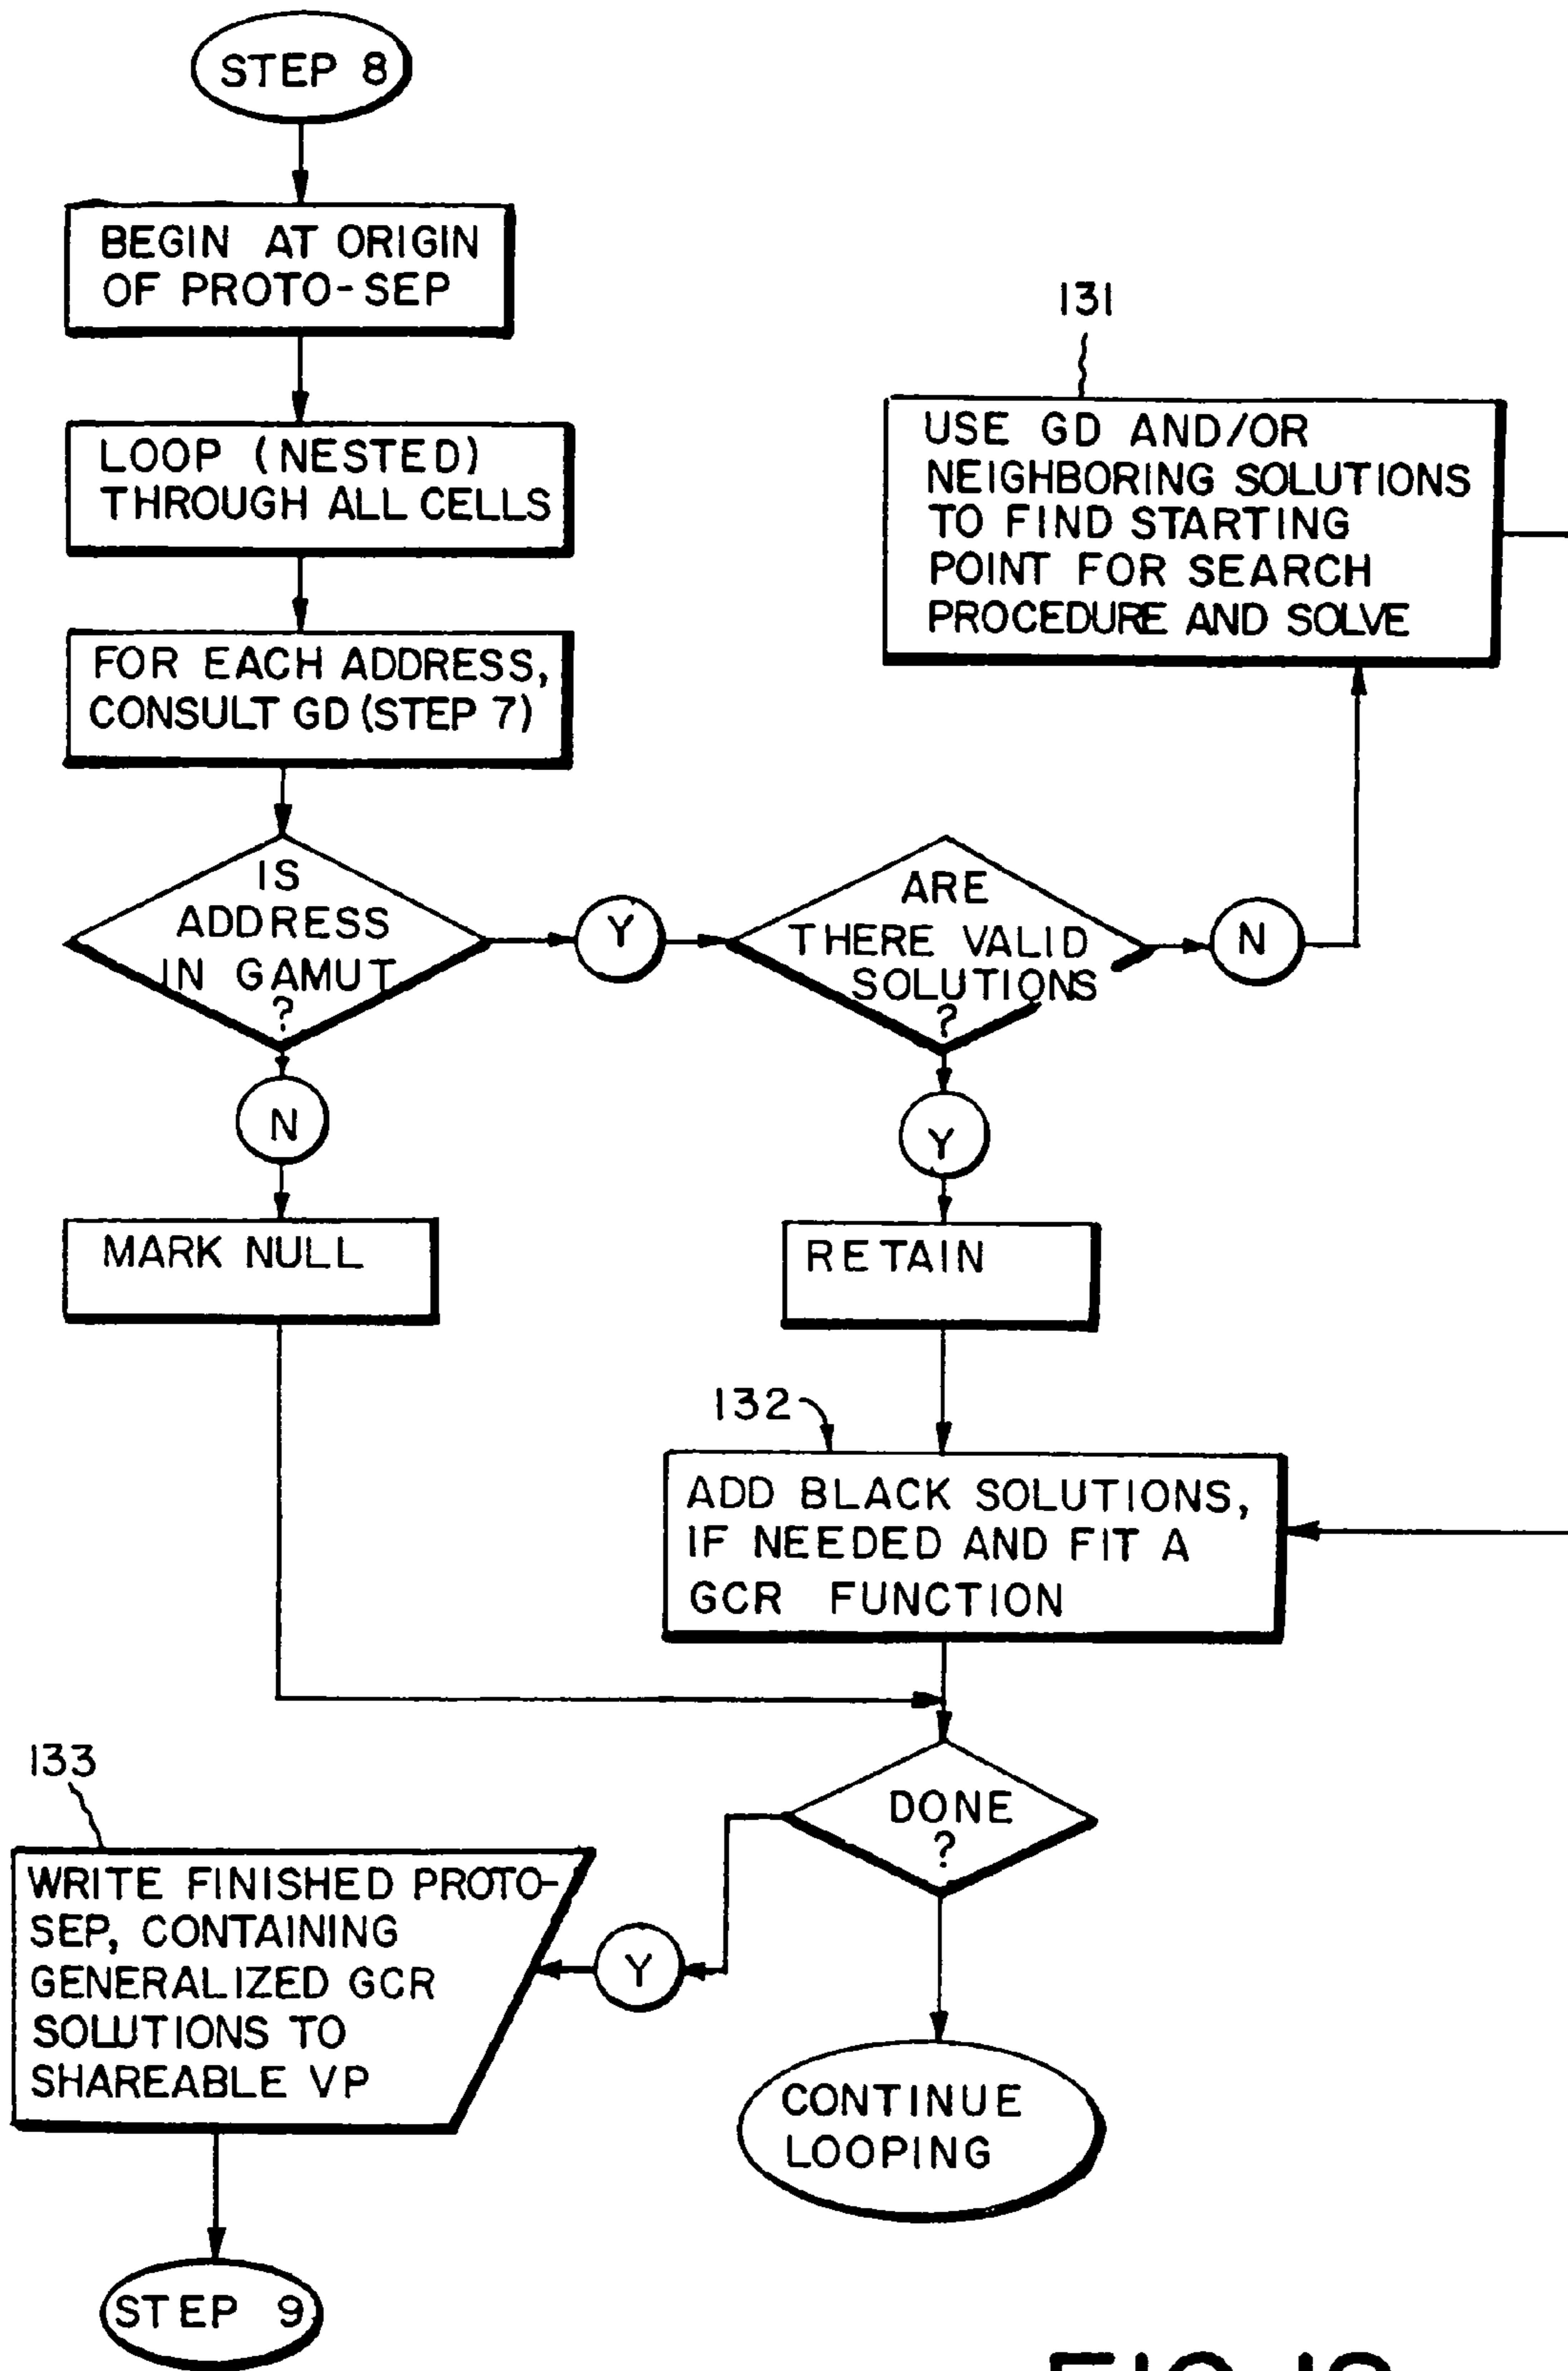 STEP 8
BEGIN AT ORIGIN
OF PROTO-SEP
LOOP (NESTED)
THROUGH ALL CELLS
FOR EACH ADDRESS,
CONSULT GD (STEP 7)
131
USE GD AND/OR
NEIGHBORING SOLUTIONS
TO FIND STARTING
POINT FOR SEARCH
PROCEDURE AND SOLVE
IS
ADDRESS
IN GAMUT
?
Y
ARE
THERE VALID
SOLUTIONS
?
N
N
Y
MARK NULL
RETAIN
132
ADD BLACK SOLUTIONS,
IF NEEDED AND FIT A
GCR FUNCTION
DONE
?
133
WRITE FINISHED PROTO-
SEP, CONTAINING
GENERALIZED GCR
SOLUTIONS TO
SHAREABLE VP
Y
CONTINUE
LOOPING
STEP 9